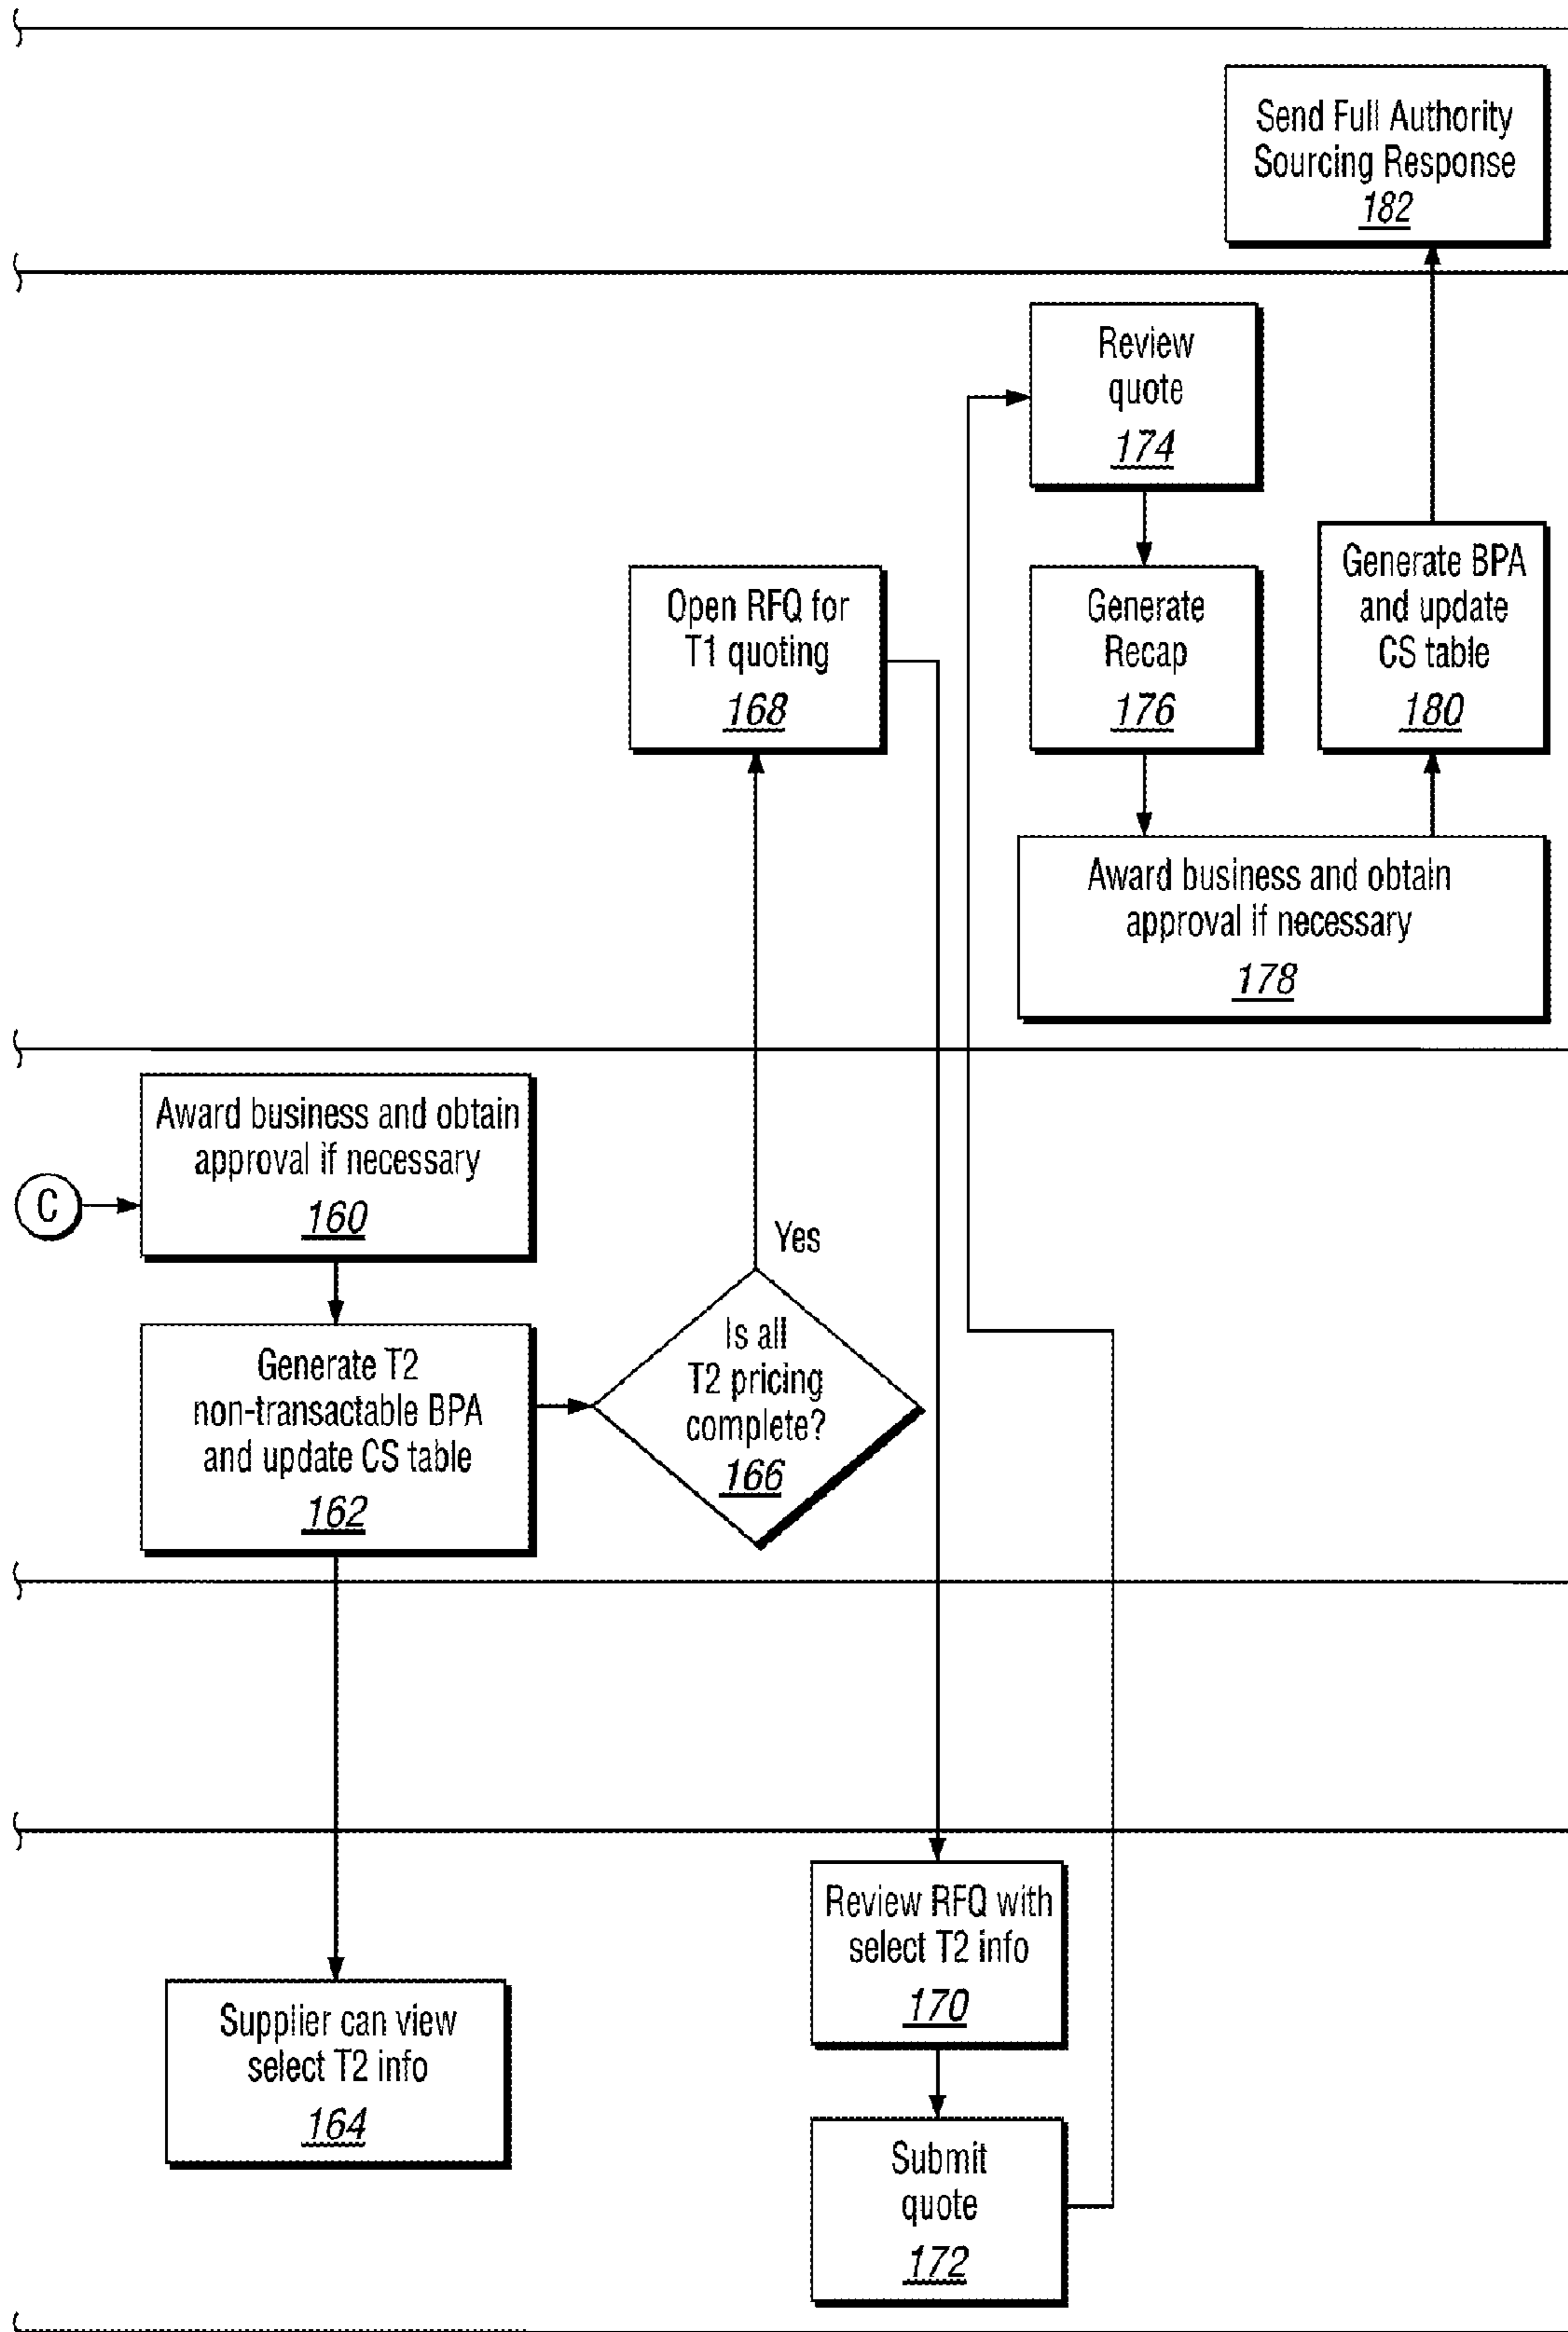 Send Full Authority
Sourcing Response
182
Review
quote
174
Open RFQ for
T1 quoting
168
Generate
Recap
176
Generate BPA
and update
CS table
180
Award business and obtain
approval if necessary
178
Award business and obtain
approval if necessary
160
C
Yes
Generate T2
non-transactable BPA
and update CS table
162
Is all
T2 pricing
complete?
166
Review RFQ with
select T2 info
170
Supplier can view
select T2 info
164
Submit
quote
172